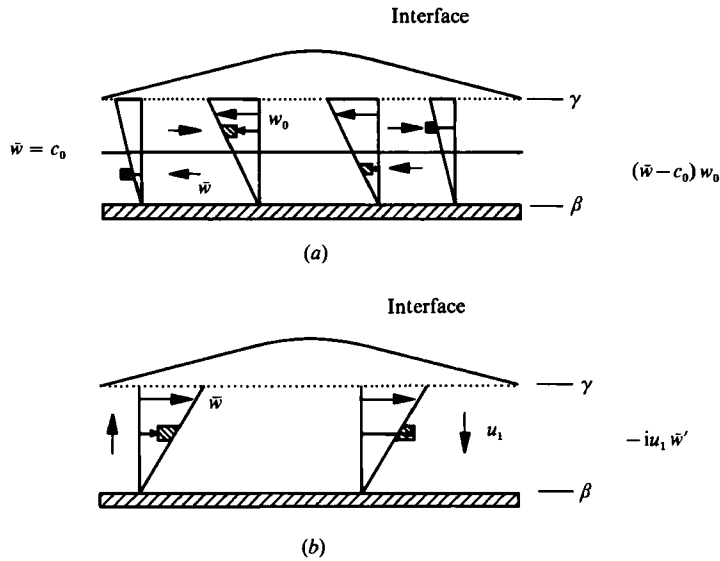 Interface
γ
w₀
w̄ = c₀
w̄
(w̄ − c₀) w₀
β
(a)
Interface
γ
w̄
u₁
− iu₁ w̄′
β
(b)